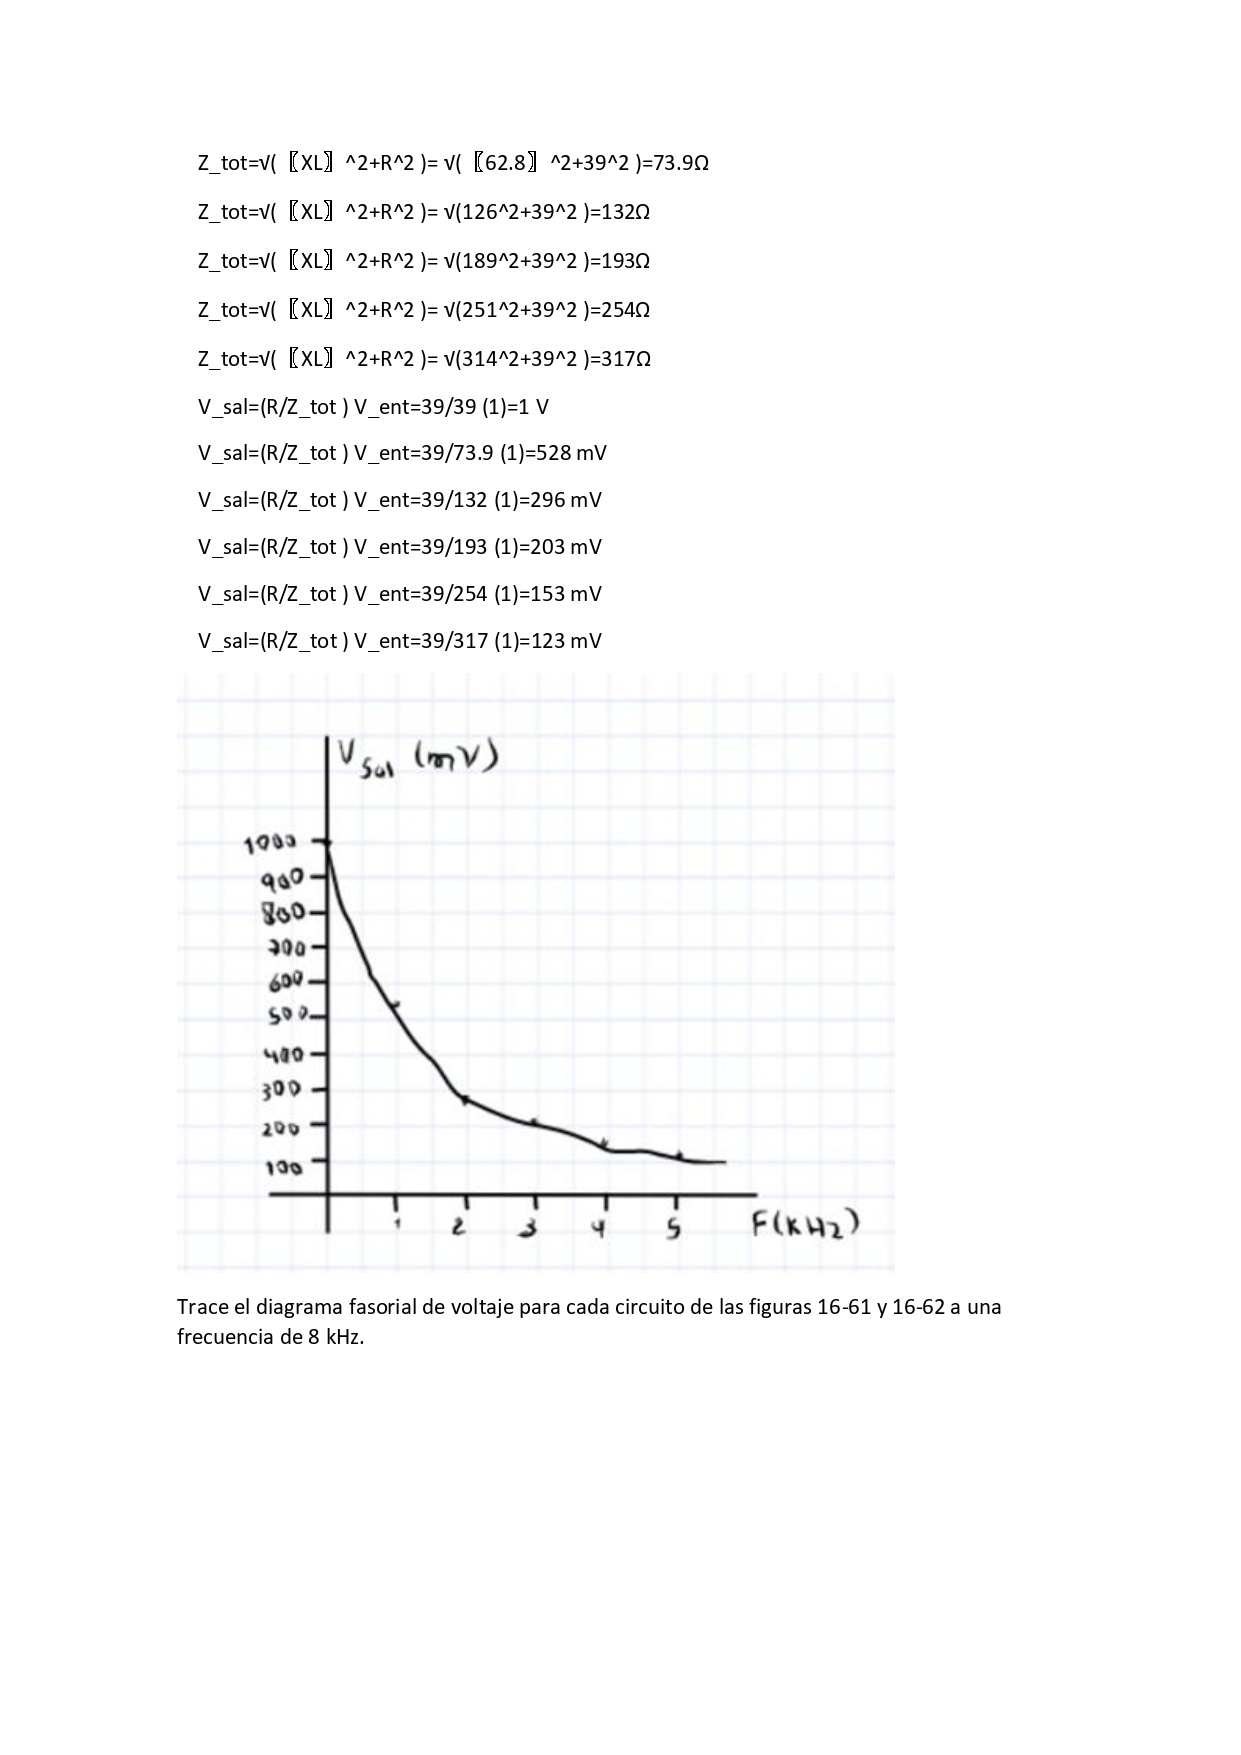 Z_tot=√( 〖XL〗 ^2+R^2 )= √( 〖62.8〗 ^2+39^2 )=73.9Ω
Z_tot=√( 〖XL〗 ^2+R^2 )= √(126^2+39^2 )=132Ω
Z_tot=√( 〖XL〗 ^2+R^2 )= √(189^2+39^2 )=193Ω
Z_tot=√( 〖XL〗 ^2+R^2 )= √(251^2+39^2 )=254Ω
Z_tot=√( 〖XL〗 ^2+R^2 )= √(314^2+39^2 )=317Ω
V_sal=(R/Z_tot ) V_ent=39/39 (1)=1 V
V_sal=(R/Z_tot ) V_ent=39/73.9 (1)=528 mV
V_sal=(R/Z_tot ) V_ent=39/132 (1)=296 mV
V_sal=(R/Z_tot ) V_ent=39/193 (1)=203 mV
V_sal=(R/Z_tot ) V_ent=39/254 (1)=153 mV
V_sal=(R/Z_tot ) V_ent=39/317 (1)=123 mV
V sal (mV)
1000
900
800
700
600
500
400
300
200
100
1 2 3 4 5 F(KHz)
Trace el diagrama fasorial de voltaje para cada circuito de las figuras 16-61 y 16-62 a una
frecuencia de 8 kHz.